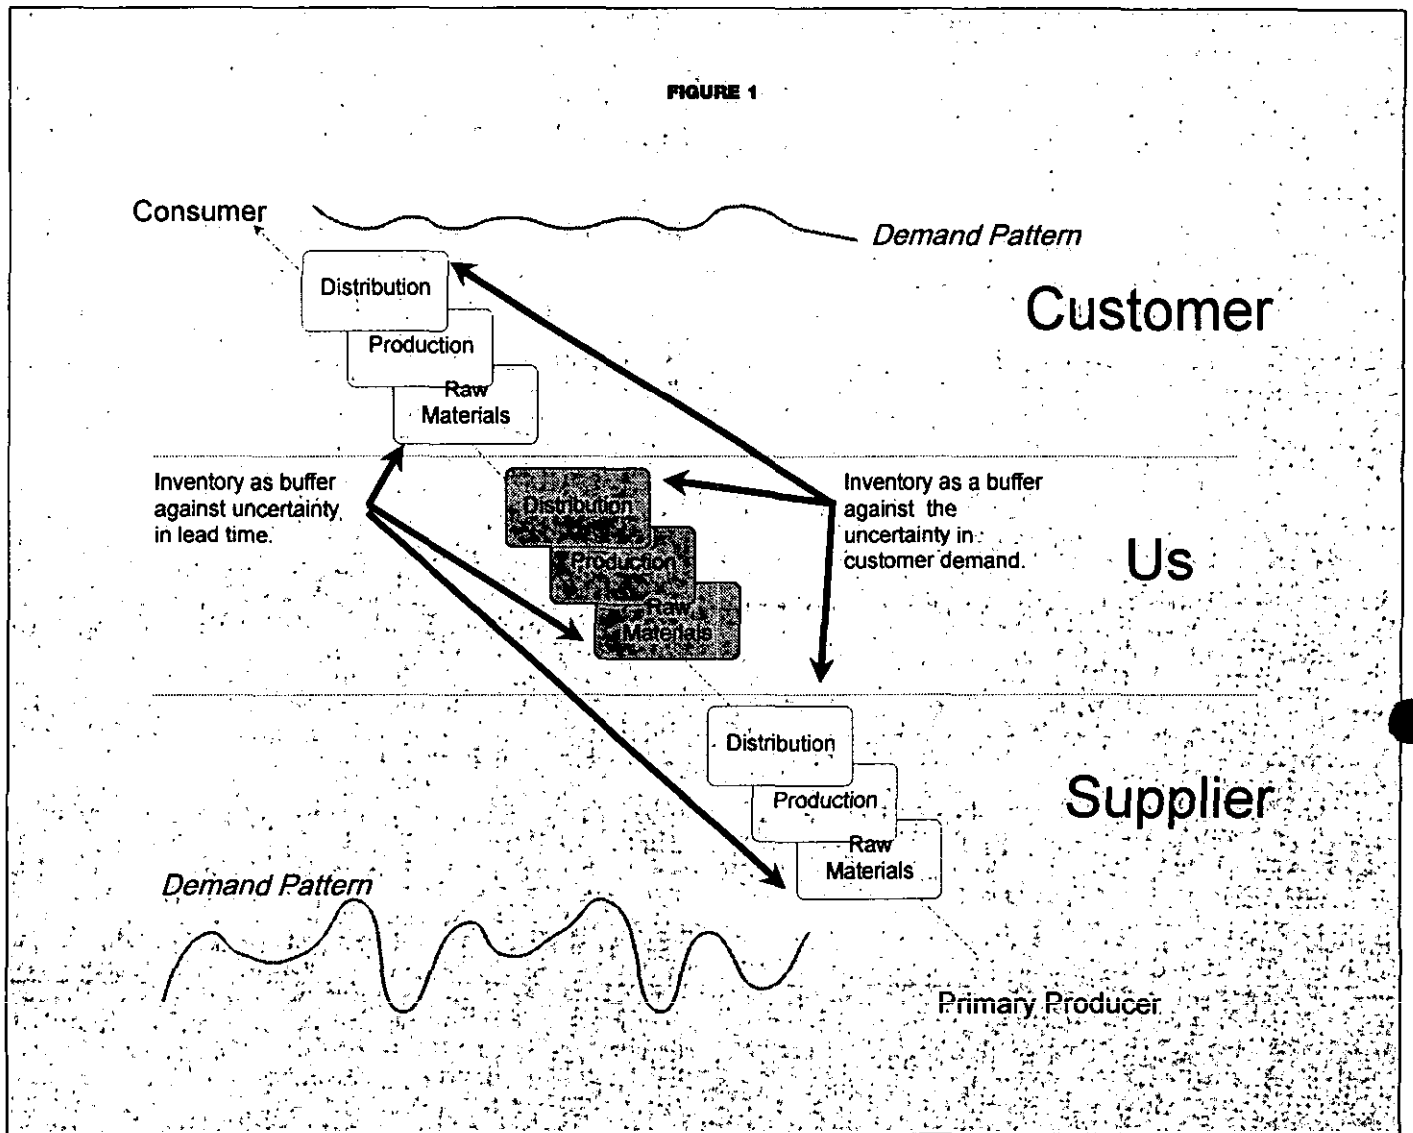 FIGURE 1
Consumer
Demand Pattern
Distribution
Customer
Production
Raw
Materials
Inventory as buffer
against uncertainty
in lead time.
Distribution
Production
Raw
Materials
Inventory as a buffer
against the
uncertainty in
customer demand.
Us
Distribution
Production
Raw
Materials
Supplier
Demand Pattern
Primary Producer